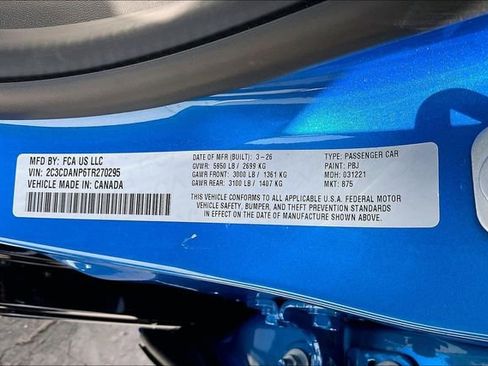 MFD BY: FCA US LLC
VIN: 2C3CDANP6TR270295
VEHICLE MADE IN: CANADA
DATE OF MFR (BUILT): 3-26
GVWR: 5950 LB / 2699 KG
GAWR FRONT: 3000 LB / 1361 KG
GAWR REAR: 3100 LB / 1407 KG
TYPE: PASSENGER CAR
PAINT: PBJ
MDH: 031221
MKT: B75
THIS VEHICLE CONFORMS TO ALL APPLICABLE U.S.A. FEDERAL MOTOR
VEHICLE SAFETY, BUMPER, AND THEFT PREVENTION STANDARDS
IN EFFECT ON THE DATE OF MANUFACTURE SHOWN ABOVE.